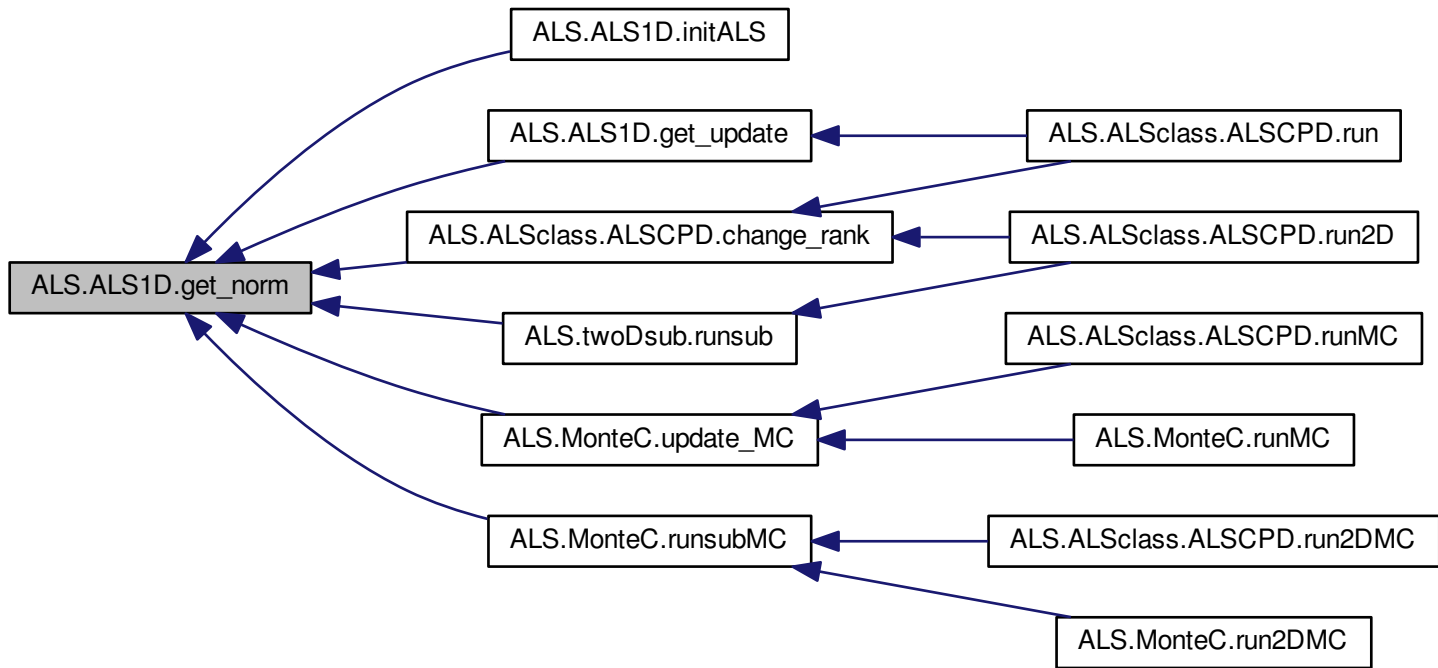 ALS.ALS1D.initALS
ALS.ALS1D.get_update
ALS.ALSclass.ALSCPD.run
ALS.ALSclass.ALSCPD.change_rank
ALS.ALSclass.ALSCPD.run2D
ALS.ALS1D.get_norm
ALS.twoDsub.runsub
ALS.ALSclass.ALSCPD.runMC
ALS.MonteC.update_MC
ALS.MonteC.runMC
ALS.MonteC.runsubMC
ALS.ALSclass.ALSCPD.run2DMC
ALS.MonteC.run2DMC